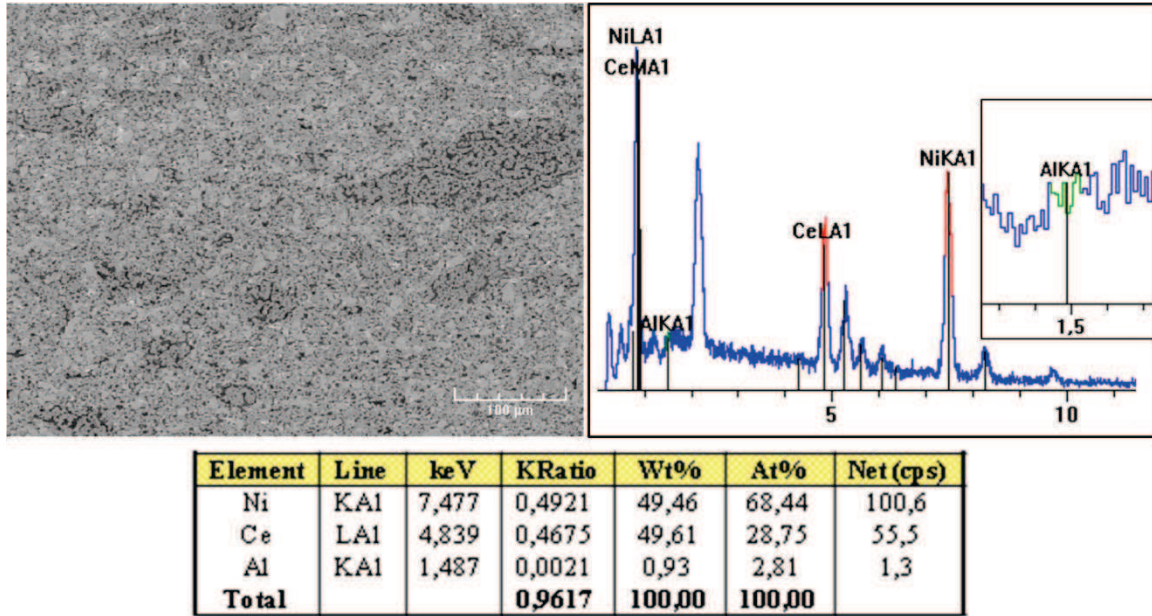 100 µm
NiLA1
CeMA1
AlKA1
CeLA1
NiKA1
5
10
AlKA1
1,5
Element Line keV KRatio Wt% At% Net (cps)
Ni KA1 7,477 0,4921 49,46 68,44 100,6
Ce LA1 4,839 0,4675 49,61 28,75 55,5
Al KA1 1,487 0,0021 0,93 2,81 1,3
Total 0,9617 100,00 100,00